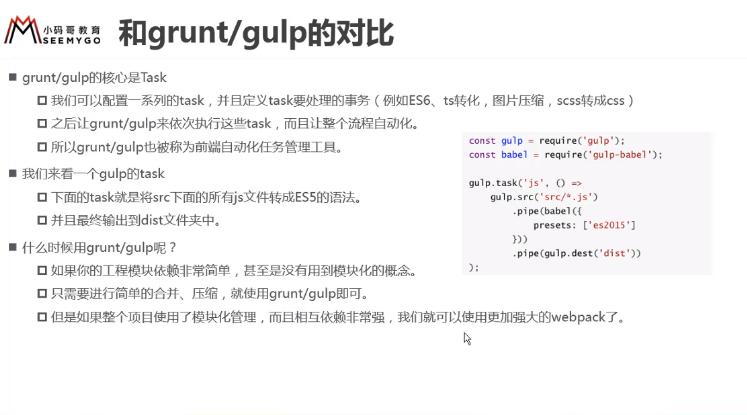 小码哥教育
SEEMYGO
和grunt/gulp的对比
grunt/gulp的核心是Task
我们可以配置一系列的task，并且定义task要处理的事务（例如ES6、ts转化，图片压缩，scss转成css）
之后让grunt/gulp来依次执行这些task，而且让整个流程自动化。
所以grunt/gulp也被称为前端自动化任务管理工具。
我们来看一个gulp的task
下面的task就是将src下面的所有js文件转成ES5的语法。
并且最终输出到dist文件夹中。
什么时候用grunt/gulp呢？
如果你的工程模块依赖非常简单，甚至是没有用到模块化的概念。
只需要进行简单的合并、压缩，就使用grunt/gulp即可。
但是如果整个项目使用了模块化管理，而且相互依赖非常强，我们就可以使用更加强大的webpack了。
const gulp = require('gulp');
const babel = require('gulp-babel');
gulp.task('js', () =>
gulp.src('src/*.js')
.pipe(babel({
presets: ['es2015']
}))
.pipe(gulp.dest('dist'))
);